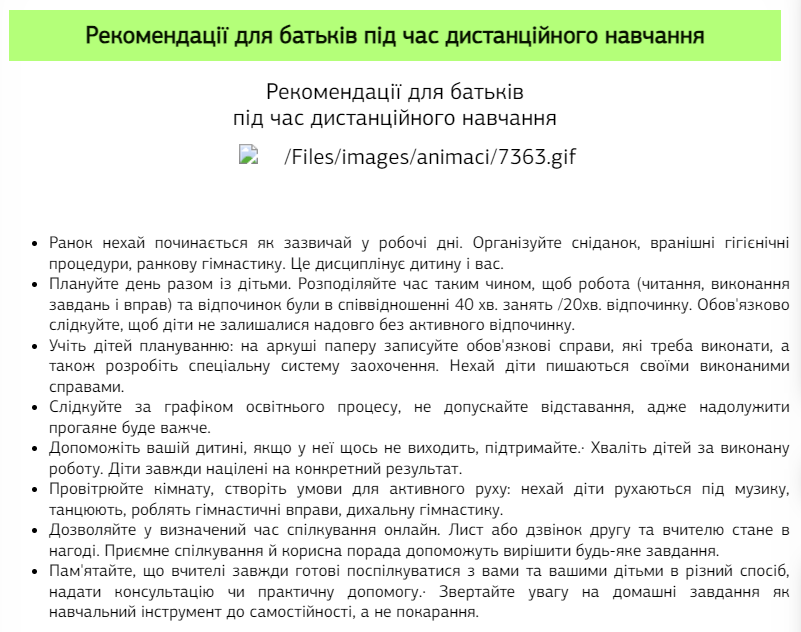 Рекомендації для батьків під час дистанційного навчання
Рекомендації для батьків
під час дистанційного навчання
/Files/images/animaci/7363.gif
• Ранок нехай починається як зазвичай у робочі дні. Організуйте сніданок, вранішні гігієнічні
процедури, ранкову гімнастику. Це дисциплінує дитину і вас.
• Плануйте день разом із дітьми. Розподіляйте час таким чином, щоб робота (читання, виконання
завдань і вправ) та відпочинок були в співвідношенні 40 хв. занять /20хв. відпочинку. Обов'язково
слідкуйте, щоб діти не залишалися надовго без активного відпочинку.
• Учіть дітей плануванню: на аркуші паперу записуйте обов'язкові справи, які треба виконати, а
також розробіть спеціальну систему заохочення. Нехай діти пишаються своїми виконаними
справами.
• Слідкуйте за графіком освітнього процесу, не допускайте відставання, адже надолужити
прогаяне буде важче.
• Допоможіть вашій дитині, якщо у неї щось не виходить, підтримайте.· Хваліть дітей за виконану
роботу. Діти завжди націлені на конкретний результат.
• Провітрюйте кімнату, створіть умови для активного руху: нехай діти рухаються під музику,
танцюють, роблять гімнастичні вправи, дихальну гімнастику.
• Дозволяйте у визначений час спілкування онлайн. Лист або дзвінок другу та вчителю стане в
нагоді. Приємне спілкування й корисна порада допоможуть вирішити будь-яке завдання.
• Пам'ятайте, що вчителі завжди готові поспілкуватися з вами та вашими дітьми в різний спосіб,
надати консультацію чи практичну допомогу.· Звертайте увагу на домашні завдання як
навчальний інструмент до самостійності, а не покарання.